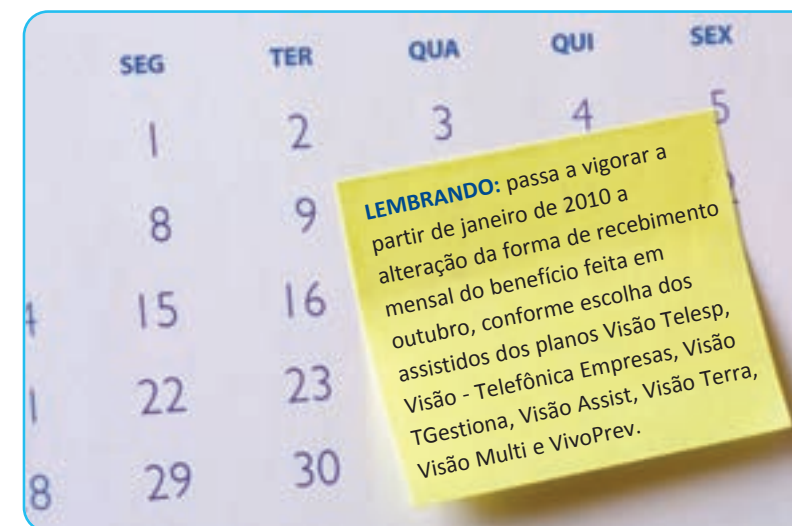 SEG TER QUA QUI SEX
1 2 3 4 5
8 9
15 16
22 23
8 29 30
LEMBRANDO: passa a vigorar a
partir de janeiro de 2010 a
alteração da forma de recebimento
mensal do benefício feita em
outubro, conforme escolha dos
assistidos dos planos Visão Telesp,
Visão - Telefônica Empresas, Visão
TGestiona, Visão Assist, Visão Terra,
Visão Multi e VivoPrev.